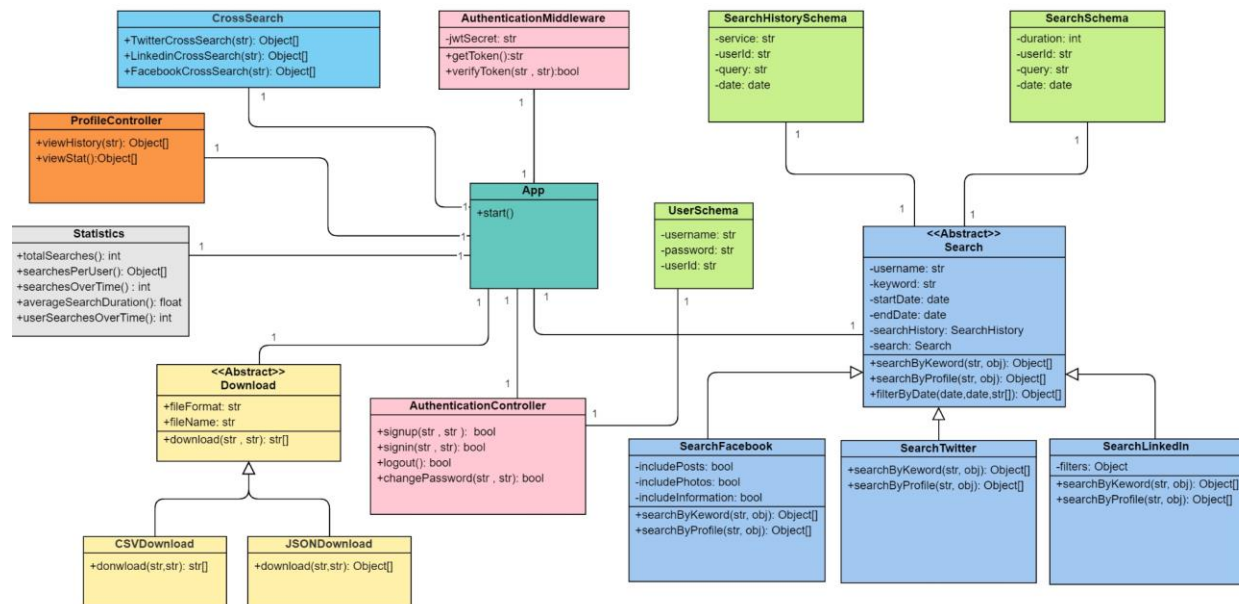 CrossSearch
+TwitterCrossSearch(str): Object[]
+LinkedinCrossSearch(str): Object[]
+FacebookCrossSearch(str): Object[]
1
AuthenticationMiddleware
-jwtSecret: str
+getToken():str
+verifyToken(str , str):bool
1
SearchHistorySchema
-service: str
-userId: str
-query: str
-date: date
1
SearchSchema
-duration: int
-userId: str
-query: str
-date: date
1
ProfileController
+viewHistory(str): Object[]
+viewStat():Object[]
1
Statistics
+totalSearches(): int
+searchesPerUser(): Object[]
+searchesOverTime() : int
+averageSearchDuration(): float
+userSearchesOverTime(): int
1
1
App
+start()
1
1
1
1
1
1
UserSchema
-username: str
-password: str
-userId: str
1
1
1
<<Abstract>>
Search
-username: str
-keyword: str
-startDate: date
-endDate: date
-searchHistory: SearchHistory
-search: Search
+searchByKeword(str, obj): Object[]
+searchByProfile(str, obj): Object[]
+filterByDate(date,date,str[]): Object[]
1
1
<<Abstract>>
Download
+fileFormat: str
+fileName: str
+download(str , str): str[]
1
AuthenticationController
+signup(str , str ): bool
+signin(str , str): bool
+logout(): bool
+changePassword(str , str): bool
1
SearchFacebook
-includePosts: bool
-includePhotos: bool
-includeInformation: bool
+searchByKeword(str, obj): Object[]
+searchByProfile(str, obj): Object[]
SearchTwitter
+searchByKeword(str, obj): Object[]
+searchByProfile(str, obj): Object[]
SearchLinkedIn
-filters: Object
+searchByKeword(str, obj): Object[]
+searchByProfile(str, obj): Object[]
CSVDownload
+donwload(str,str): str[]
JSONDownload
+download(str,str): Object[]